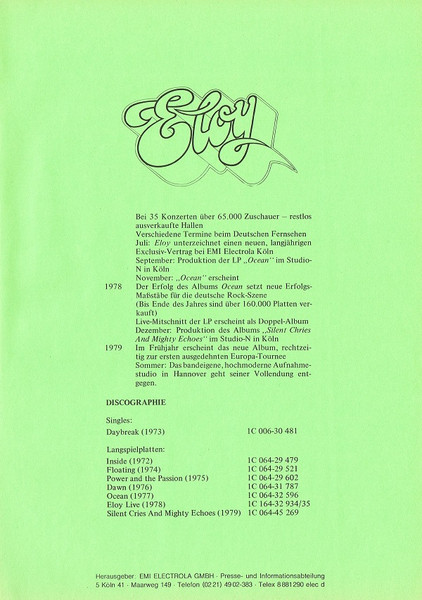 Eloy
Bei 35 Konzerten über 65.000 Zuschauer – restlos
ausverkaufte Hallen
Verschiedene Termine beim Deutschen Fernsehen
Juli: Eloy unterzeichnet einen neuen, langjährigen
Exclusiv-Vertrag bei EMI Electrola Köln
September: Produktion der LP „Ocean" im Studio-
N in Köln
November: „Ocean" erscheint
1978 Der Erfolg des Albums Ocean setzt neue Erfolgs-
Maßstäbe für die deutsche Rock-Szene
(Bis Ende des Jahres sind über 160.000 Platten ver-
kauft)
Live-Mitschnitt der LP erscheint als Doppel-Album
Dezember: Produktion des Albums „Silent Chries
And Mighty Echoes" im Studio-N in Köln
1979 Im Frühjahr erscheint das neue Album, rechtzei-
tig zur ersten ausgedehnten Europa-Tournee
Sommer: Das bandeigene, hochmoderne Aufnahme-
studio in Hannover geht seiner Vollendung ent-
gegen.
DISCOGRAPHIE
Singles:
Daybreak (1973) 1C 006-30 481
Langspielplatten:
Inside (1972) 1C 064-29 479
Floating (1974) 1C 064-29 521
Power and the Passion (1975) 1C 064-29 602
Dawn (1976) 1C 064-31 787
Ocean (1977) 1C 064-32 596
Eloy Live (1978) 1C 164-32 934/35
Silent Cries And Mighty Echoes (1979) 1C 064-45 269
Herausgeber: EMI ELECTROLA GMBH · Presse- und Informationsabteilung
5 Köln 41 · Maarweg 149 · Telefon (02 21) 49 02-383 · Telex 8 881 290 elec d